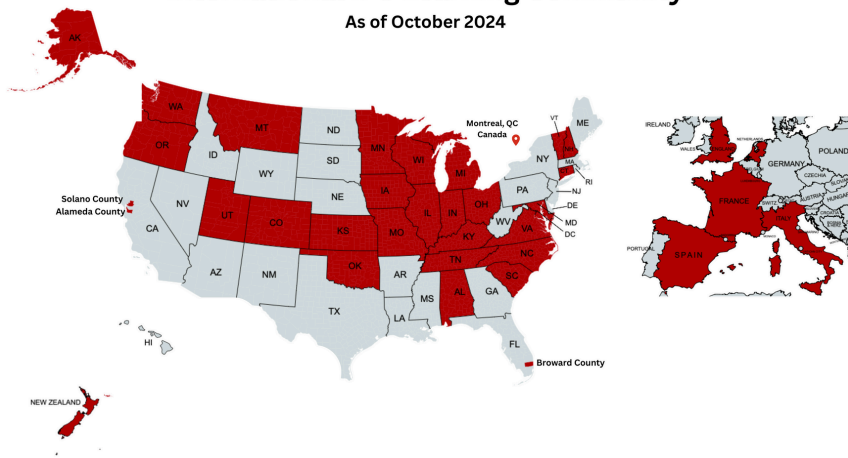 As of October 2024
AK
WA
OR
MT
ID
ND
SD
WY
NE
NV
CA
UT
CO
AZ
NM
KS
OK
TX
MN
IA
MO
AR
LA
WI
IL
IN
MI
OH
KY
TN
MS
AL
GA
FL
SC
NC
VA
WV
PA
NY
VT
NH
ME
MA
CT
RI
NJ
DE
MD
DC
HI
Solano County
Alameda County
Broward County
Montreal, QC
Canada
NEW ZEALAND
IRELAND
WALES
NETHERLANDS
GERMANY
POLAND
CZECHIA
AUSTRIA
SWITZ
FRANCE
ITALY
SPAIN
PORTUGAL
CROATIA